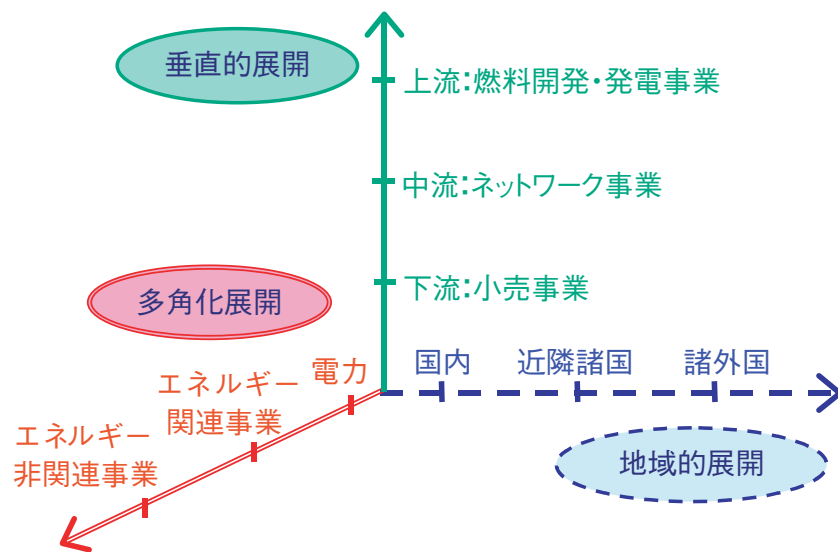 垂直的展開
上流:燃料開発・発電事業
中流:ネットワーク事業
下流:小売事業
多角化展開
電力
エネルギー
関連事業
エネルギー
非関連事業
国内
近隣諸国
諸外国
地域的展開